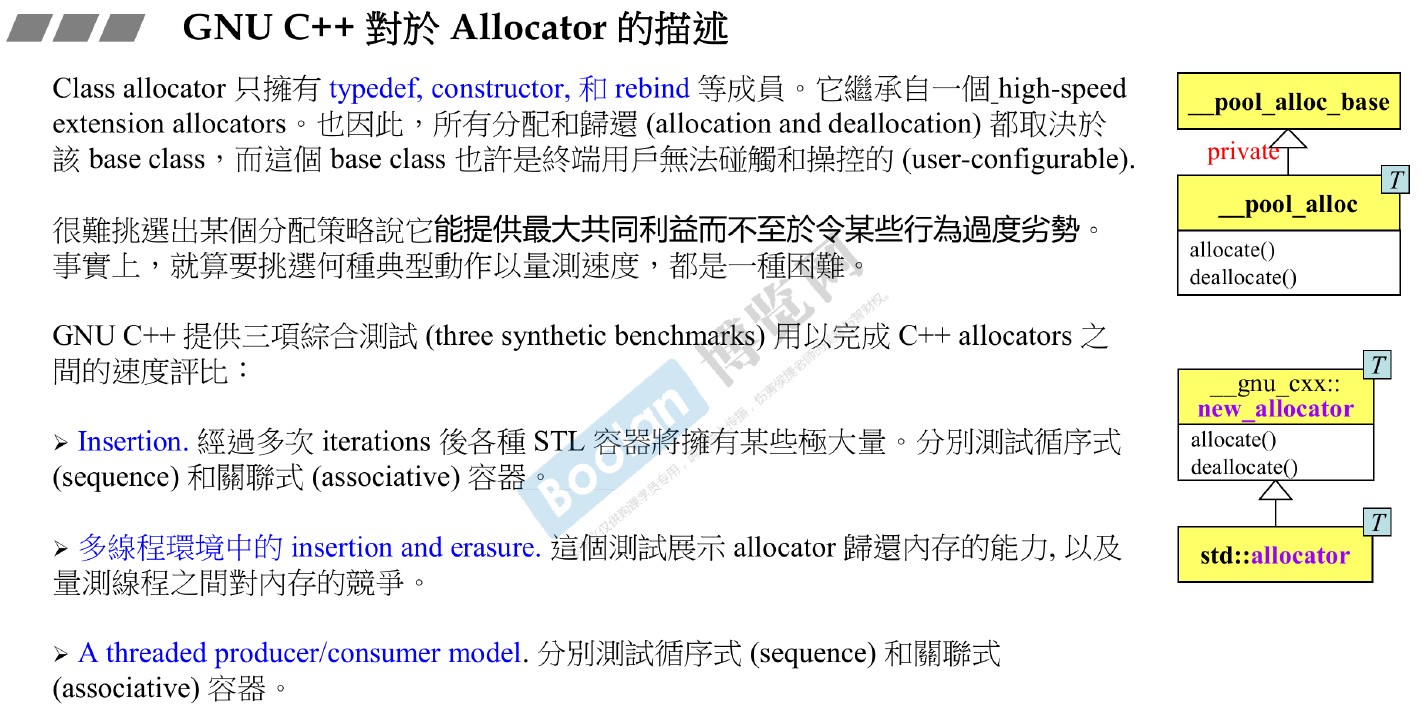 GNU C++ 對於 Allocator 的描述
Class allocator 只擁有 typedef, constructor, 和 rebind 等成員。它繼承自一個 high-speed
extension allocators。也因此，所有分配和歸還 (allocation and deallocation) 都取決於
該 base class，而這個 base class 也許是終端用戶無法碰觸和操控的 (user-configurable).
很難挑選出某個分配策略說它能提供最大共同利益而不至於令某些行為過度劣勢。
事實上，就算要挑選何種典型動作以量測速度，都是一種困難。
GNU C++ 提供三項綜合測試 (three synthetic benchmarks) 用以完成 C++ allocators 之
間的速度評比：
➢ Insertion. 經過多次 iterations 後各種 STL 容器將擁有某些極大量。分別測試循序式
(sequence) 和關聯式 (associative) 容器。
➢ 多線程環境中的 insertion and erasure. 這個測試展示 allocator 歸還內存的能力, 以及
量測線程之間對內存的競爭。
➢ A threaded producer/consumer model. 分別測試循序式 (sequence) 和關聯式
(associative) 容器。
__pool_alloc_base
private
T
__pool_alloc
allocate()
deallocate()
T
__gnu_cxx::
new_allocator
allocate()
deallocate()
T
std::allocator
Boolan 博览网